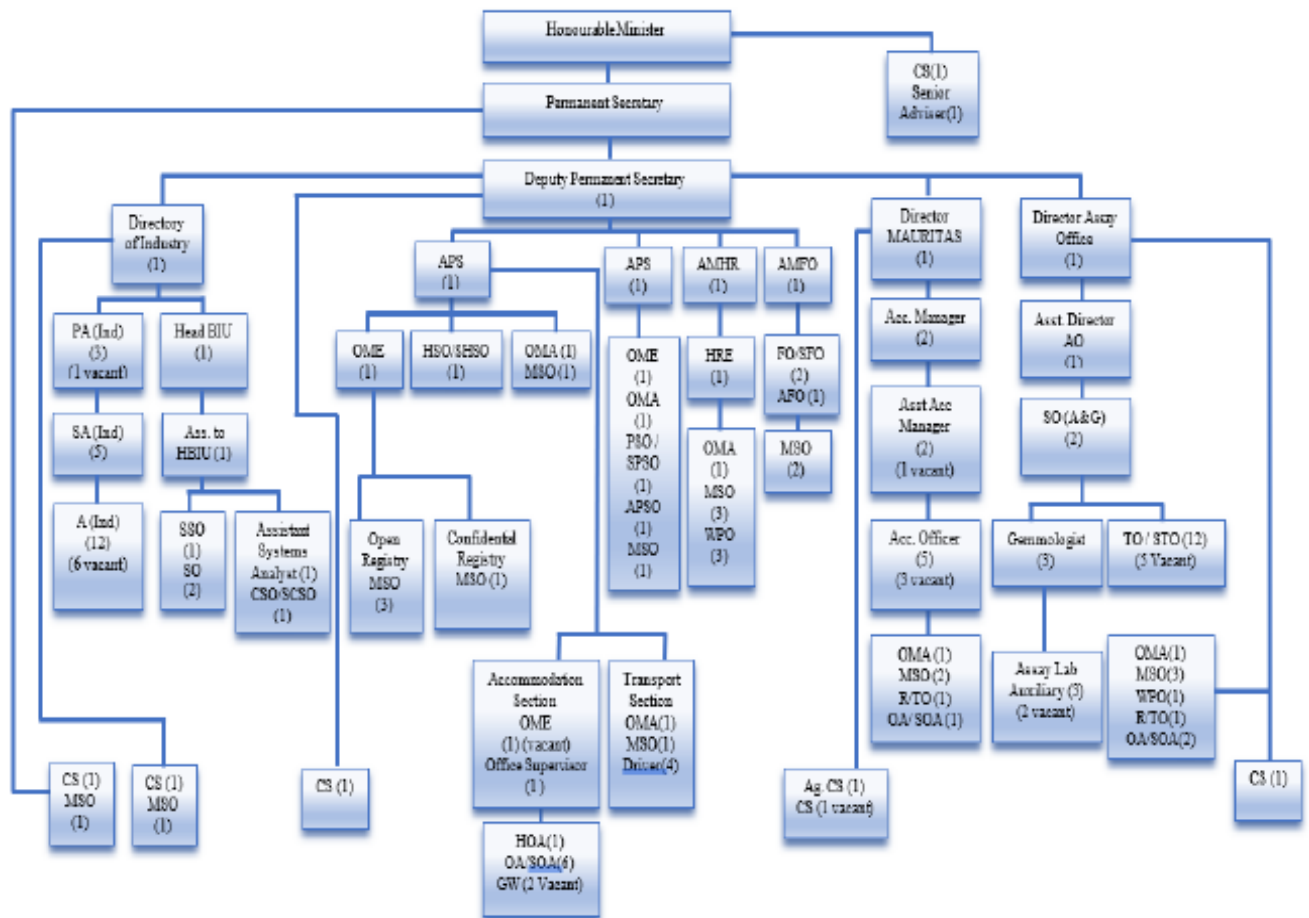 Honourable Minister
CS(1)
Senior
Adviser(1)
Permanent Secretary
Deputy Permanent Secretary
(1)
Directory
of Industry
(1)
APS
(1)
APS
(1)
AMHR
(1)
AMFO
(1)
Director
MAURITAS
(1)
Director Assay
Office
(1)
PA (Ind)
(3)
(1 vacant)
Head BIU
(1)
OME
(1)
HSO/SHSO
(1)
OMA (1)
MSO (1)
OME
(1)
OMA
(1)
PSO /
SPSO
(1)
APSO
(1)
MSO
(1)
HRE
(1)
FO/SFO
(2)
AFO (1)
Acc. Manager
(2)
Asst. Director
AO
(1)
SA (Ind)
(5)
Ass. to
HBIU (1)
OMA
(1)
MSO
(3)
WPO
(3)
MSO
(2)
Asst Acc
Manager
(2)
(1 vacant)
SO (A&G)
(2)
A (Ind)
(12)
(6 vacant)
SSO
(1)
SO
(2)
Assistant
Systems
Analyst (1)
CSO/SCSO
(1)
Open
Registry
MSO
(3)
Confidental
Registry
MSO (1)
Acc. Officer
(5)
(3 vacant)
Gemmologist
(3)
TO / STO (12)
(5 Vacant)
Accommodation
Section
OME
(1) (vacant)
Office Supervisor
(1)
Transport
Section
OMA(1)
MSO(1)
Driver(4)
OMA (1)
MSO (2)
R/TO (1)
OA/ SOA (1)
Assay Lab
Auxiliary (3)
(2 vacant)
OMA(1)
MSO(3)
WPO(1)
R/TO(1)
OA/SOA(2)
CS (1)
MSO
(1)
CS (1)
MSO
(1)
CS (1)
Ag. CS (1)
CS (1 vacant)
CS (1)
HOA(1)
OA/SOA(6)
GW (2 Vacant)